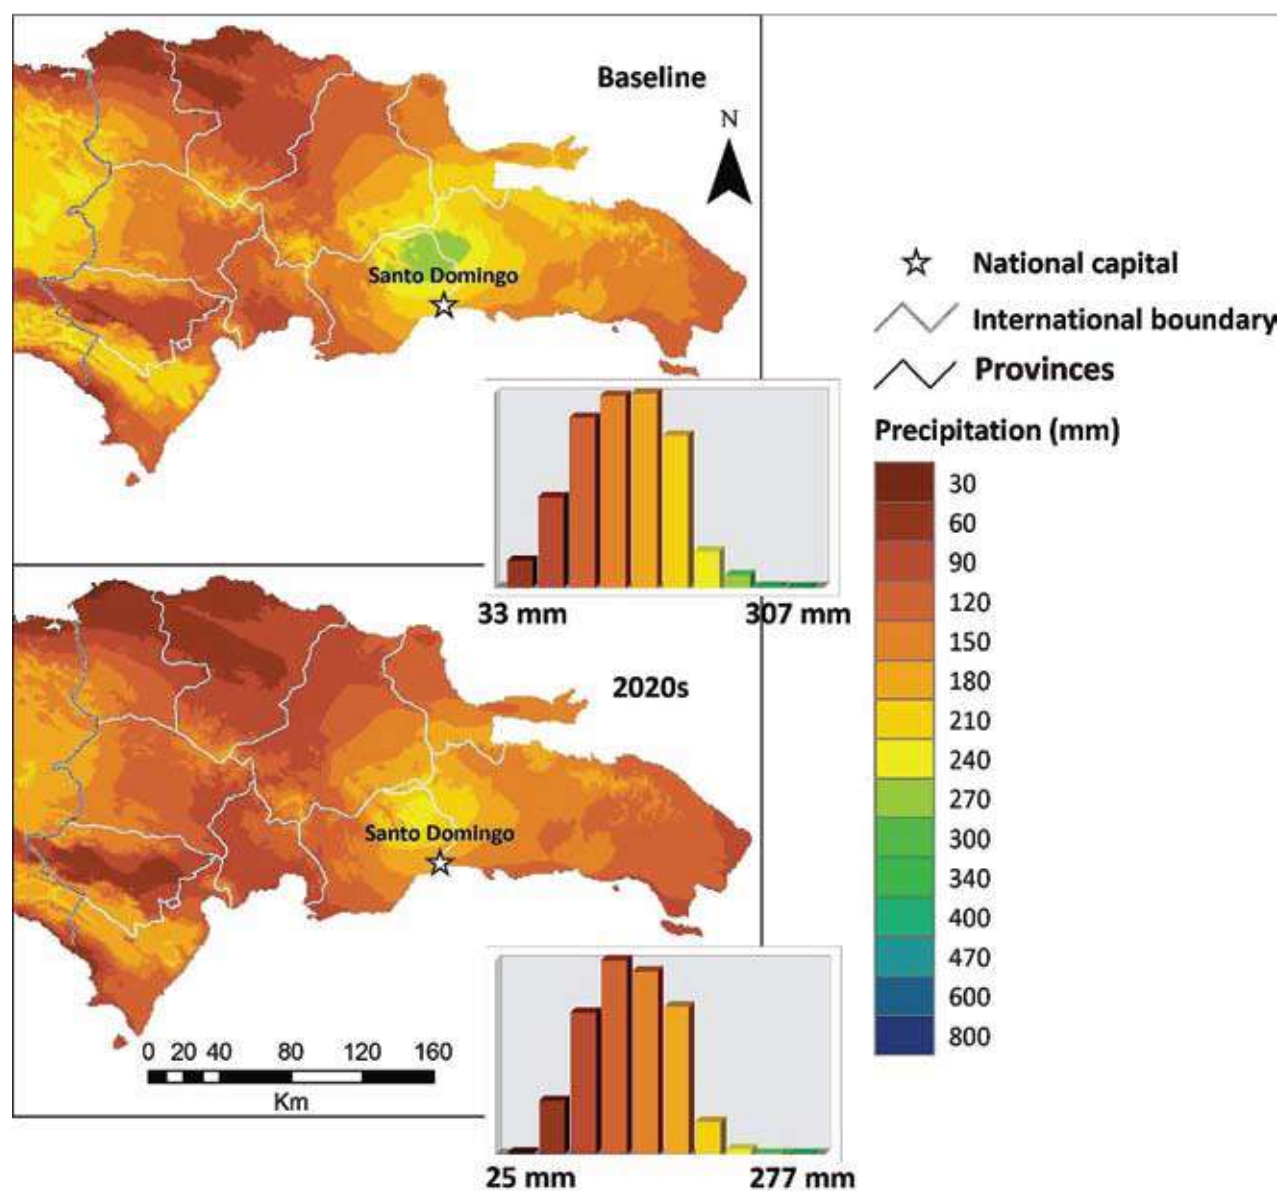 Baseline
N
Santo Domingo
33 mm
307 mm
2020s
Santo Domingo
0 20 40 80 120 160
Km
25 mm
277 mm
National capital
International boundary
Provinces
Precipitation (mm)
30
60
90
120
150
180
210
240
270
300
340
400
470
600
800